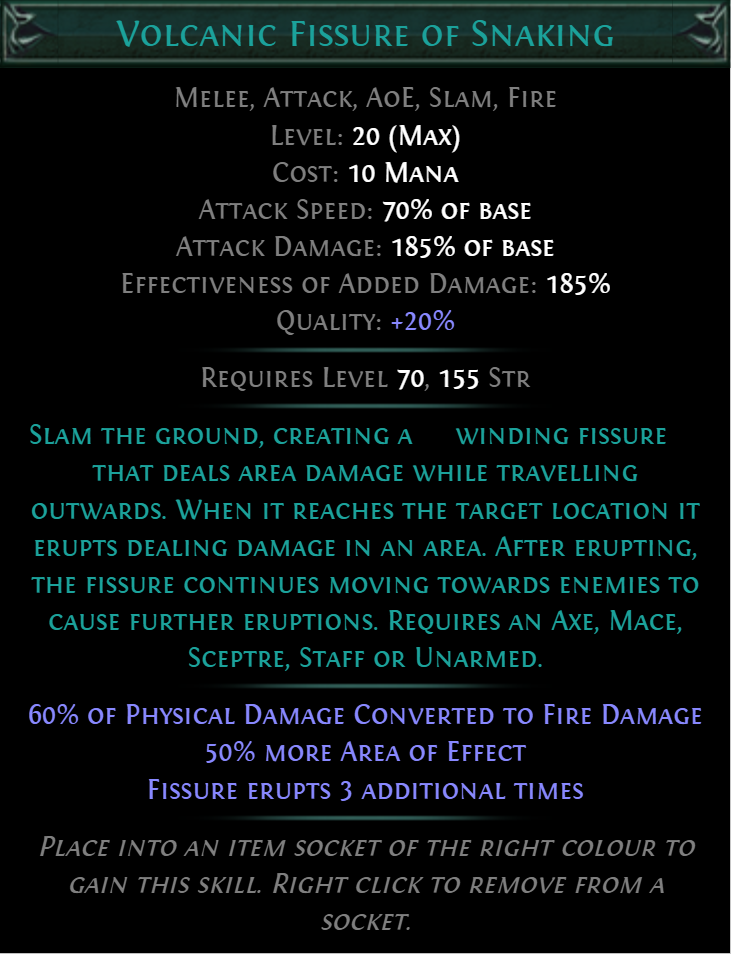 Volcanic Fissure of Snaking
Melee, Attack, AoE, Slam, Fire
Level: 20 (Max)
Cost: 10 Mana
Attack Speed: 70% of base
Attack Damage: 185% of base
Effectiveness of Added Damage: 185%
Quality: +20%
Requires Level 70, 155 Str
Slam the ground, creating a winding fissure
that deals area damage while travelling
outwards. When it reaches the target location it
erupts dealing damage in an area. After erupting,
the fissure continues moving towards enemies to
cause further eruptions. Requires an Axe, Mace,
Sceptre, Staff or Unarmed.
60% of Physical Damage Converted to Fire Damage
50% more Area of Effect
Fissure erupts 3 additional times
Place into an item socket of the right colour to
gain this skill. Right click to remove from a
socket.